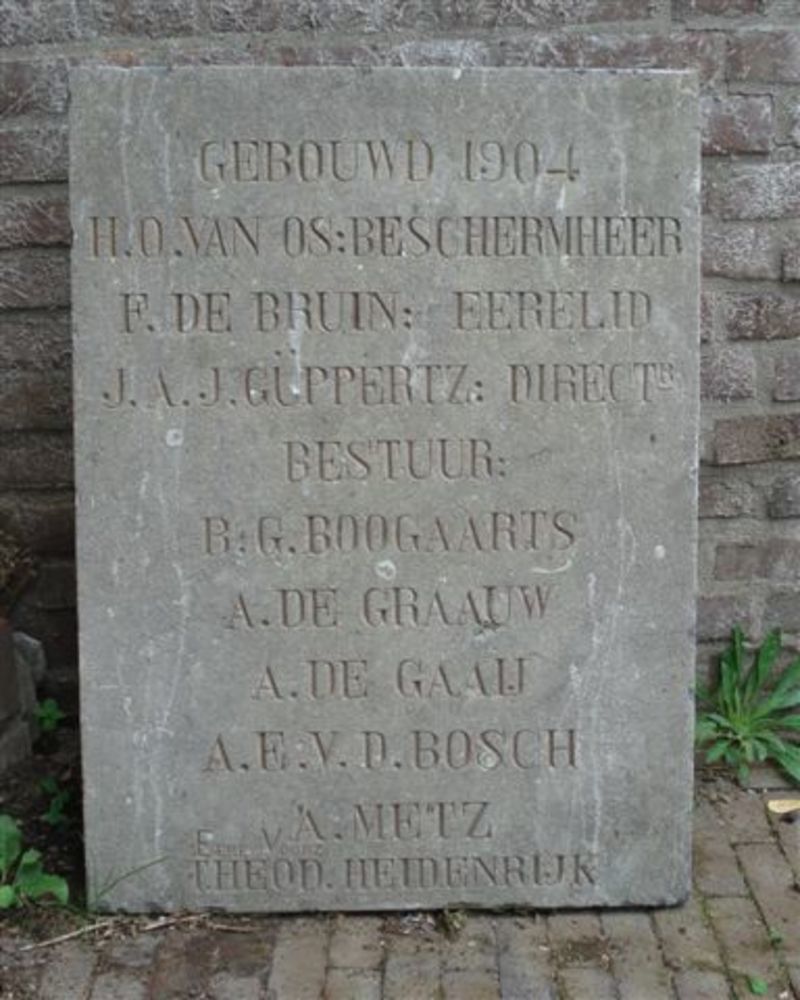 GEBOUWD 1904
H.O.VAN OS:BESCHERMHEER
F. DE BRUIN: EERELID
J.A.J.GÜPPERTZ: DIRECTR
BESTUUR:
B.G.BOOGAARTS
A.DE GRAAUW
A.DE GAAIJ
A.E.V.D.BOSCH
A.METZ
THEOD. HEIDENRIJK